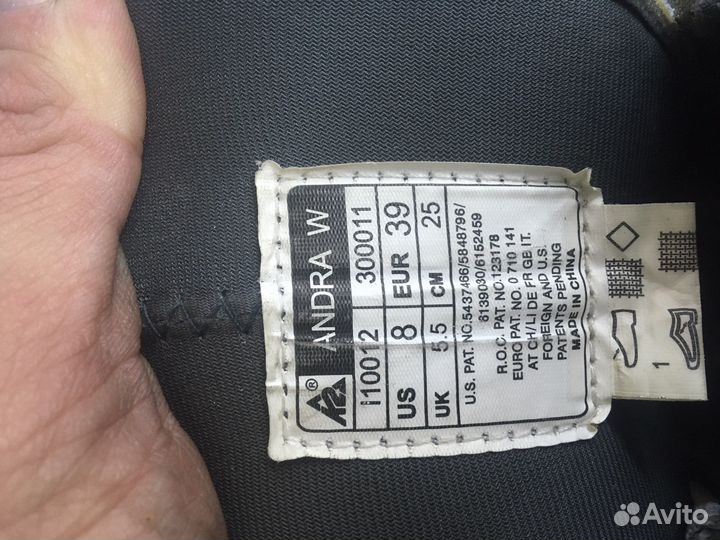 K2® ANDRA W
i10012 300011
US 8 EUR 39
UK 5.5 CM 25
U.S. PAT. NO.5437466/5848796/
6139030/6152459
R.O.C. PAT. NO.123178
EURO PAT. NO. 0 710 141
AT CH/LI DE FR GE IT.
FOREIGN AND U.S.
PATENTS PENDING
MADE IN CHINA
1
Avito